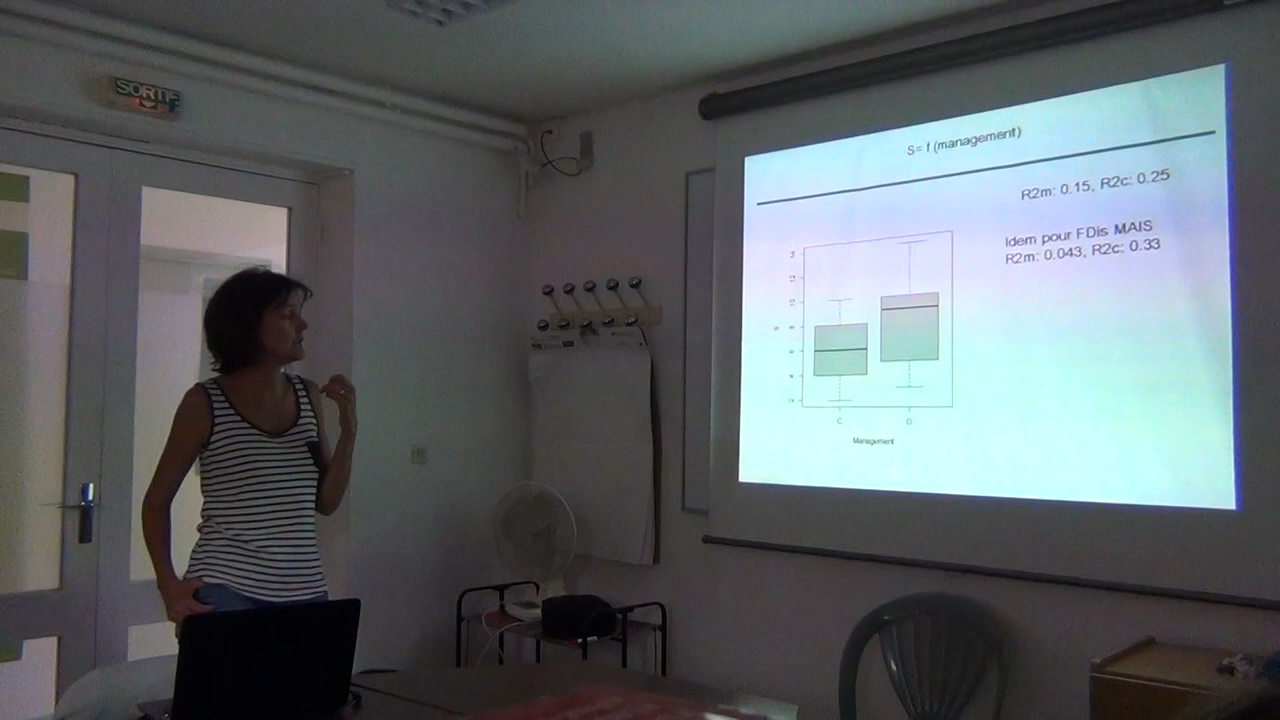 SORTIE
S= f (management)
R2m: 0.15, R2c: 0.25
Idem pour FDis MAIS
R2m: 0.043, R2c: 0.33
C
O
Management